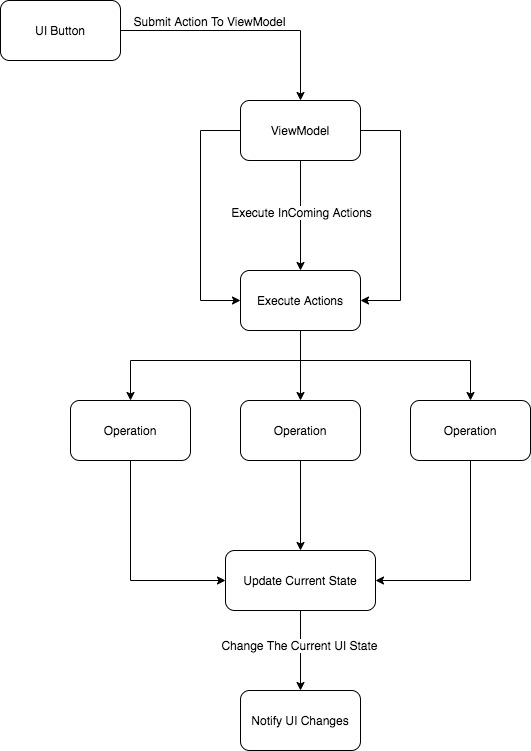 UI Button
Submit Action To ViewModel
ViewModel
Execute InComing Actions
Execute Actions
Operation
Operation
Operation
Update Current State
Change The Current UI State
Notify UI Changes